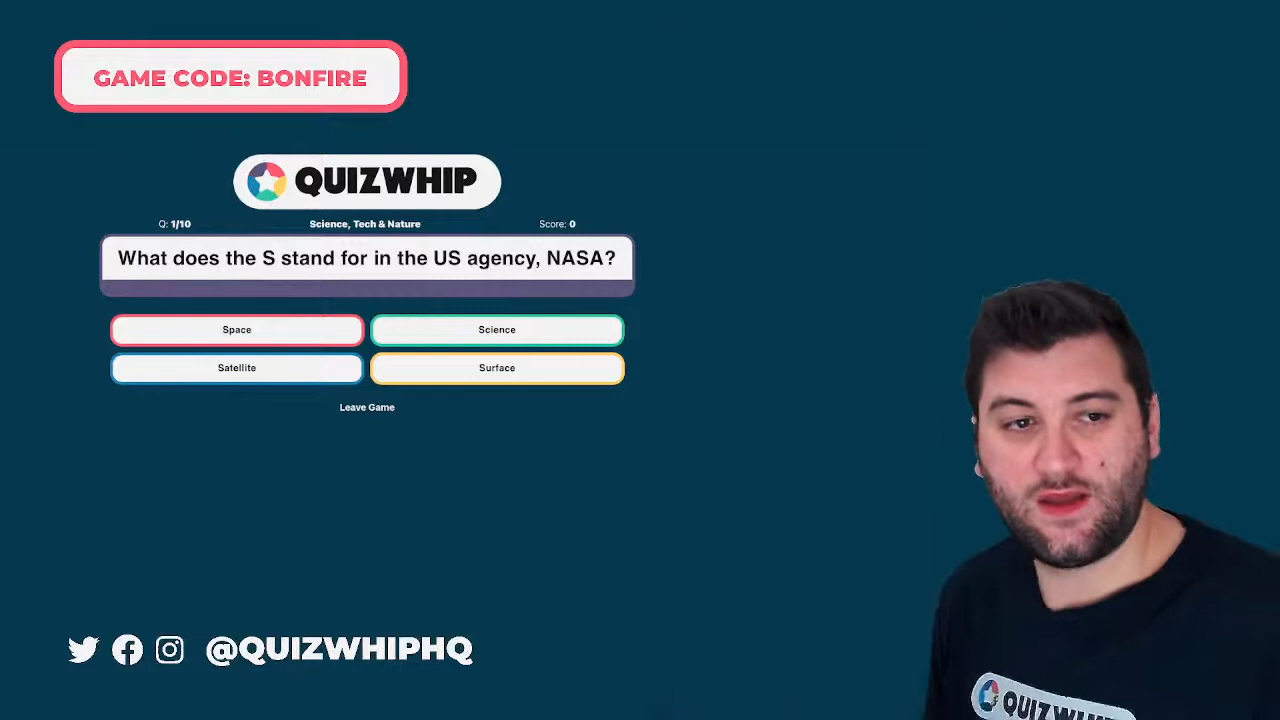 GAME CODE: BONFIRE
QUIZWHIP
Q: 1/10 Science, Tech & Nature Score: 0
What does the S stand for in the US agency, NASA?
Space Science
Satellite Surface
Leave Game
@QUIZWHIPHQ
QUIZWHIP